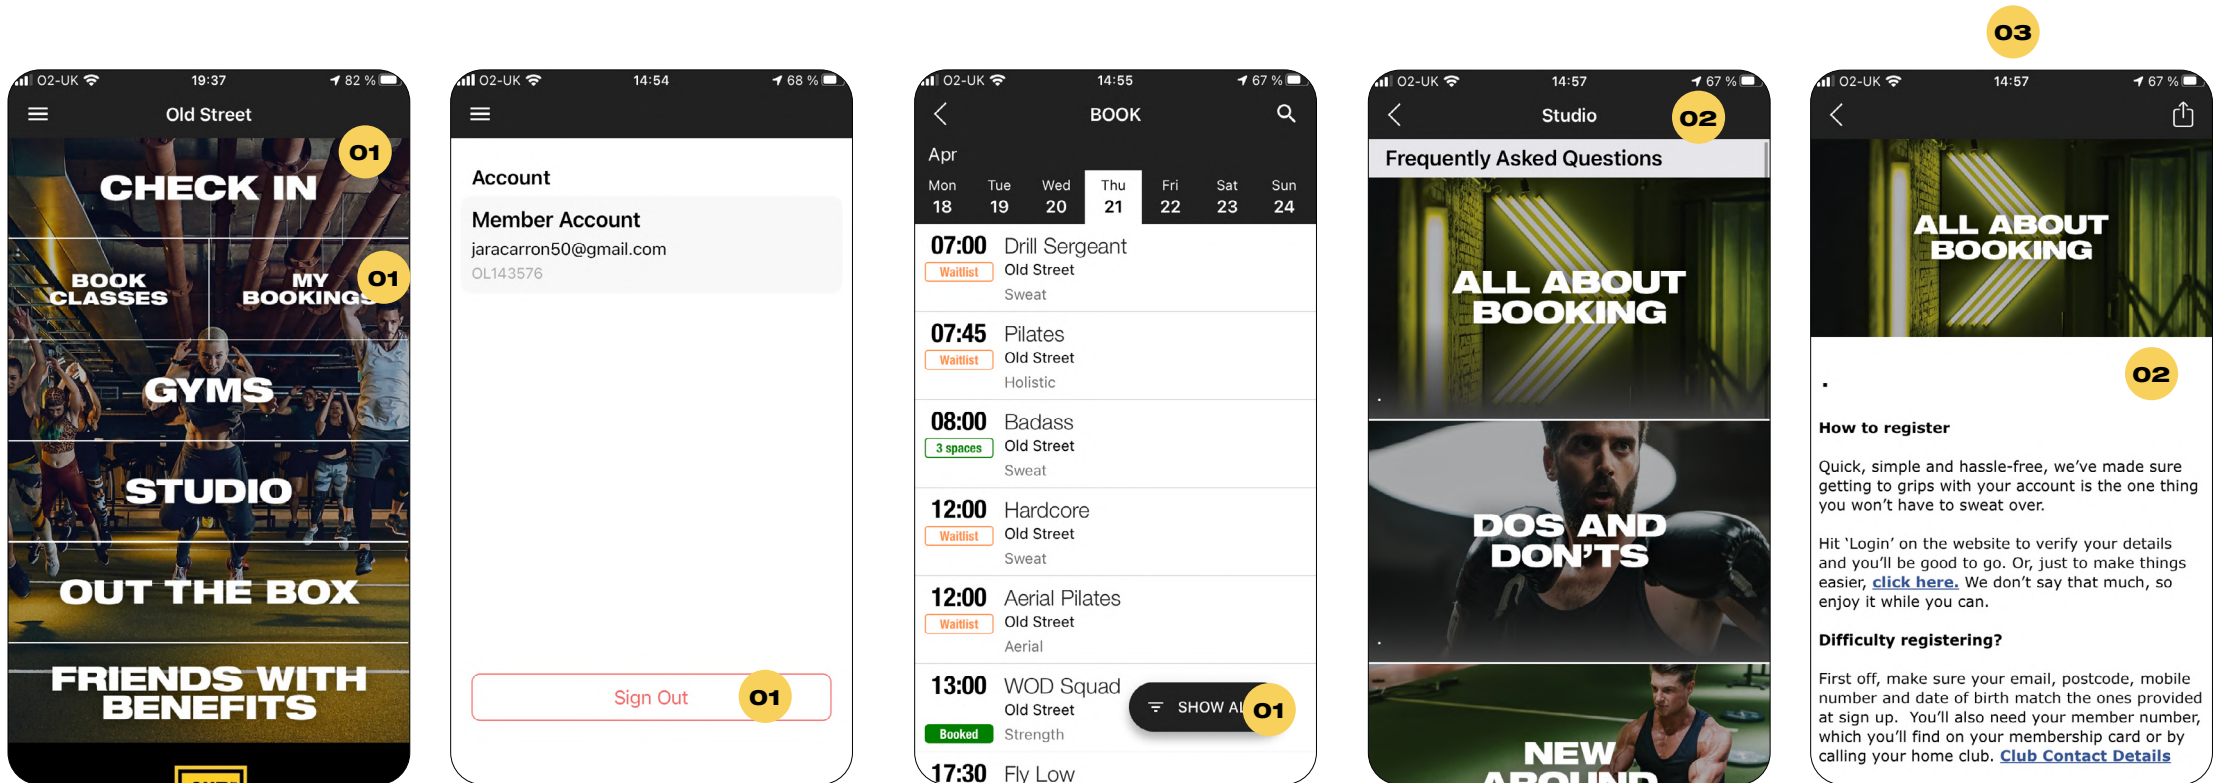 03
O2-UK
19:37
82 %
Old Street
01
CHECK IN
BOOK
CLASSES
MY
BOOKINGS
01
GYMS
STUDIO
OUT THE BOX
FRIENDS WITH
BENEFITS
O2-UK
14:54
68 %
Account
Member Account
jaracarron50@gmail.com
OL143576
Sign Out
01
O2-UK
14:55
67 %
BOOK
Apr
Mon Tue Wed Thu Fri Sat Sun
18 19 20 21 22 23 24
07:00 Drill Sergeant
Waitlist Old Street
Sweat
07:45 Pilates
Waitlist Old Street
Holistic
08:00 Badass
3 spaces Old Street
Sweat
12:00 Hardcore
Waitlist Old Street
Sweat
12:00 Aerial Pilates
Waitlist Old Street
Aerial
13:00 WOD Squad
Old Street
Booked Strength
SHOW AL
01
17:30 Fly Low
O2-UK
14:57
67 %
Studio
02
Frequently Asked Questions
ALL ABOUT
BOOKING
.
DOS AND
DON'TS
.
NEW
AROUND
O2-UK
14:57
67 %
ALL ABOUT
BOOKING
02
.
How to register
Quick, simple and hassle-free, we've made sure
getting to grips with your account is the one thing
you won't have to sweat over.
Hit 'Login' on the website to verify your details
and you'll be good to go. Or, just to make things
easier, click here. We don't say that much, so
enjoy it while you can.
Difficulty registering?
First off, make sure your email, postcode, mobile
number and date of birth match the ones provided
at sign up. You'll also need your member number,
which you'll find on your membership card or by
calling your home club. Club Contact Details